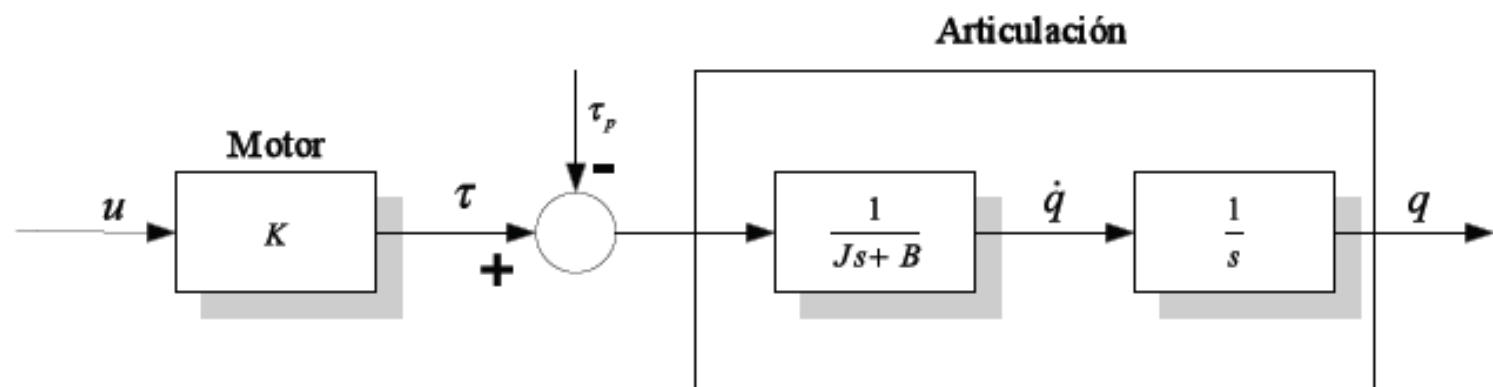 Articulación
τ_p
Motor
-
u
K
τ
+
1
Js+ B
q̇
1
s
q